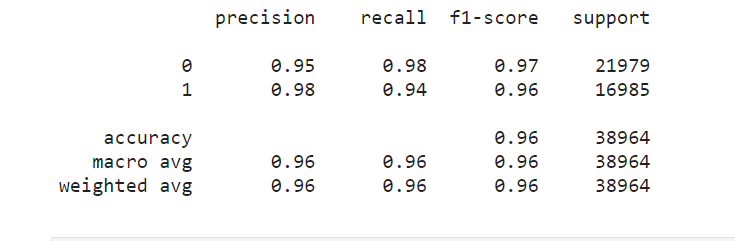 precision recall f1-score support
0 0.95 0.98 0.97 21979
1 0.98 0.94 0.96 16985
accuracy 0.96 38964
macro avg 0.96 0.96 0.96 38964
weighted avg 0.96 0.96 0.96 38964